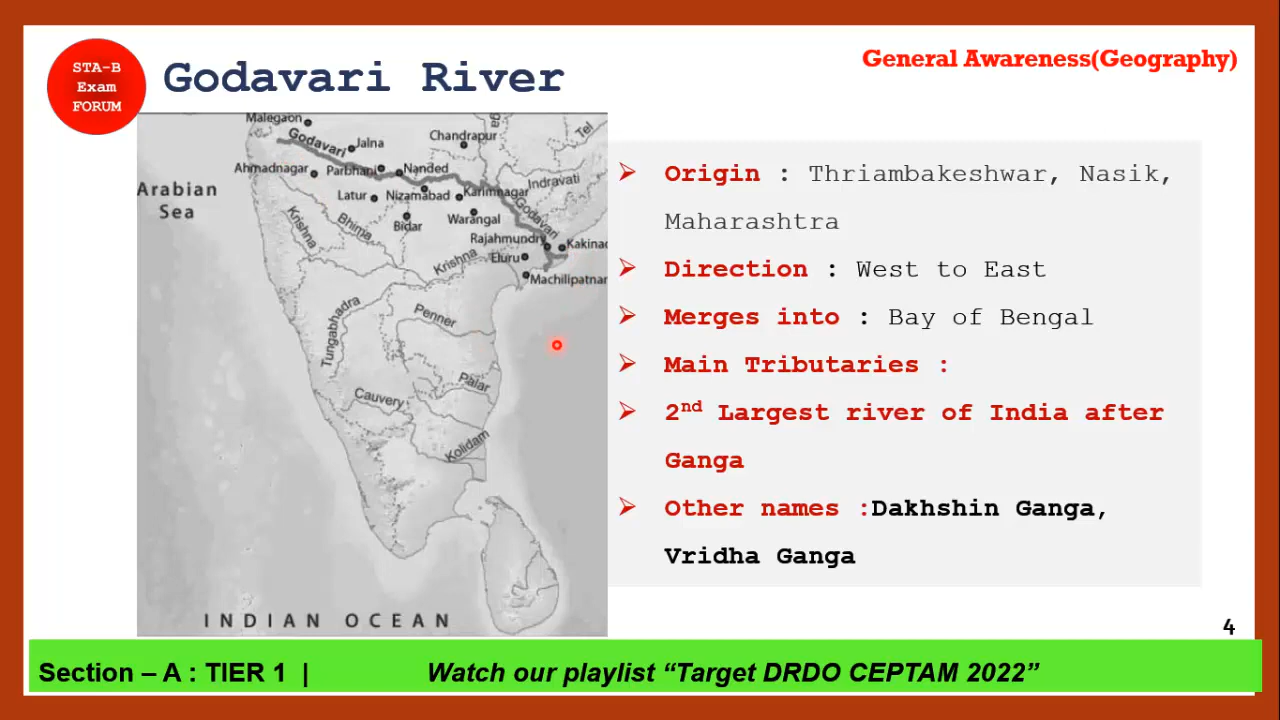 STA-B
Exam
FORUM
Godavari River
General Awareness(Geography)
Malegaon
Godavari
Jalna
Chandrapur
Tel
Ahmadnagar
Parbhani
Nanded
Indravati
Arabian
Sea
Latur
Nizamabad
Karimnagar
Godavari
Krishna
Bhima
Bidar
Warangal
Rajahmundry
Kakinad
Krishna
Eluru
Machilipatnam
Tungabhadra
Penner
Palar
Cauvery
Kolidam
INDIAN OCEAN
➢ Origin : Thriambakeshwar, Nasik,
Maharashtra
➢ Direction : West to East
➢ Merges into : Bay of Bengal
➢ Main Tributaries :
➢ 2nd Largest river of India after
Ganga
➢ Other names :Dakhshin Ganga,
Vridha Ganga
4
Section – A : TIER 1 | Watch our playlist “Target DRDO CEPTAM 2022”